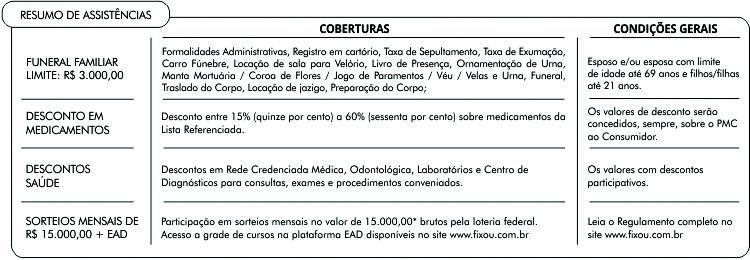 RESUMO DE ASSISTÊNCIAS
COBERTURAS
CONDIÇÕES GERAIS
FUNERAL FAMILIAR
LIMITE: R$ 3.000,00
Formalidades Administrativas, Registro em cartório, Taxa de Sepultamento, Taxa de Exumação,
Carro Fúnebre, Locação de sala para Velório, Livro de Presença, Ornamentação de Urna,
Manta Mortuária / Coroa de Flores / Jogo de Paramentos / Véu / Velas e Urna, Funeral,
Traslado do Corpo, Locação de jazigo, Preparação do Corpo;
Esposo e/ou esposa com limite
de idade até 69 anos e filhos/filhas
até 21 anos.
DESCONTO EM
MEDICAMENTOS
Desconto entre 15% (quinze por cento) a 60% (sessenta por cento) sobre medicamentos da
Lista Referenciada.
Os valores de desconto serão
concedidos, sempre, sobre o PMC
ao Consumidor.
DESCONTOS
SAÚDE
Descontos em Rede Credenciada Médica, Odontológica, Laboratórios e Centro de
Diagnósticos para consultas, exames e procedimentos conveniados.
Os valores com descontos
participativos.
SORTEIOS MENSAIS DE
R$ 15.000,00 + EAD
Participação em sorteios mensais no valor de 15.000,00* brutos pela loteria federal.
Acesso a grade de cursos na plataforma EAD disponíveis no site www.fixou.com.br
Leia o Regulamento completo no
site www.fixou.com.br